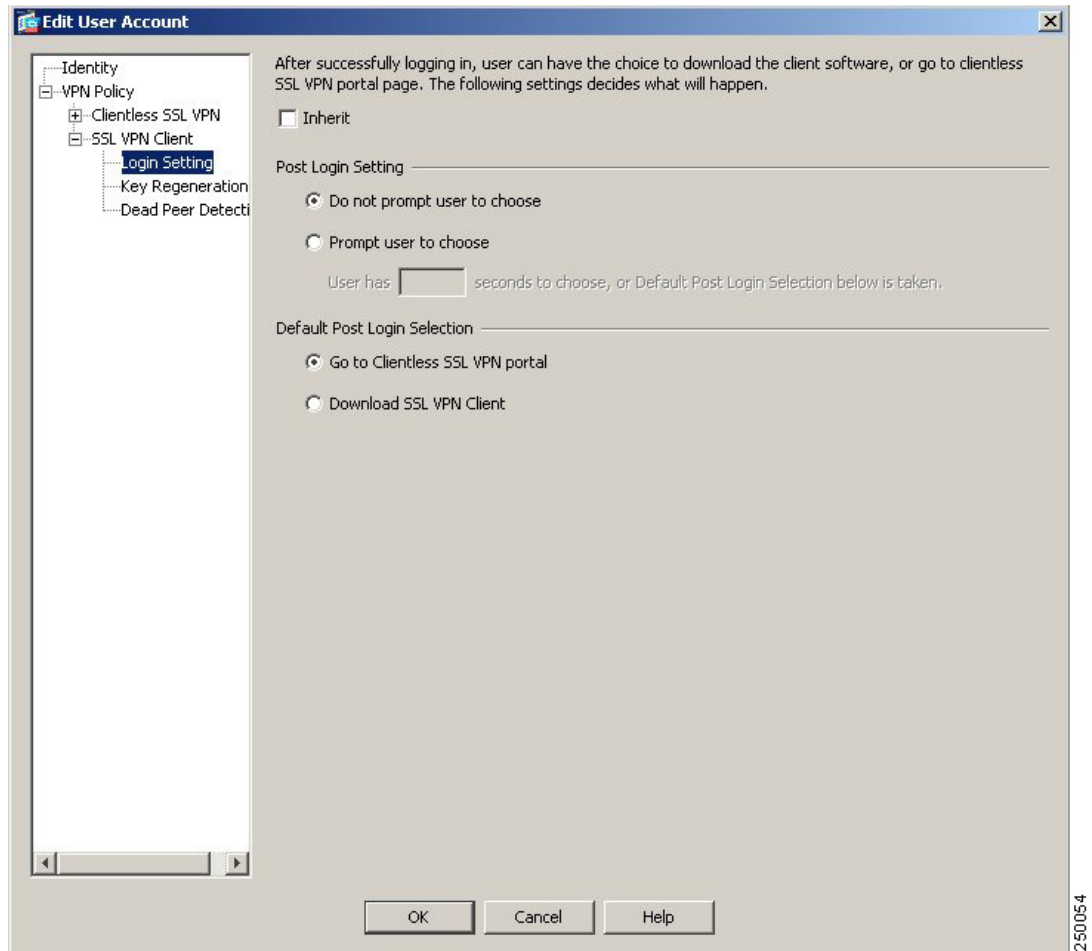 Edit User Account
Identity
VPN Policy
Clientless SSL VPN
SSL VPN Client
Login Setting
Key Regeneration
Dead Peer Detecti
After successfully logging in, user can have the choice to download the client software, or go to clientless
SSL VPN portal page. The following settings decides what will happen.
Inherit
Post Login Setting
Do not prompt user to choose
Prompt user to choose
User has seconds to choose, or Default Post Login Selection below is taken.
Default Post Login Selection
Go to Clientless SSL VPN portal
Download SSL VPN Client
OK Cancel Help
250054